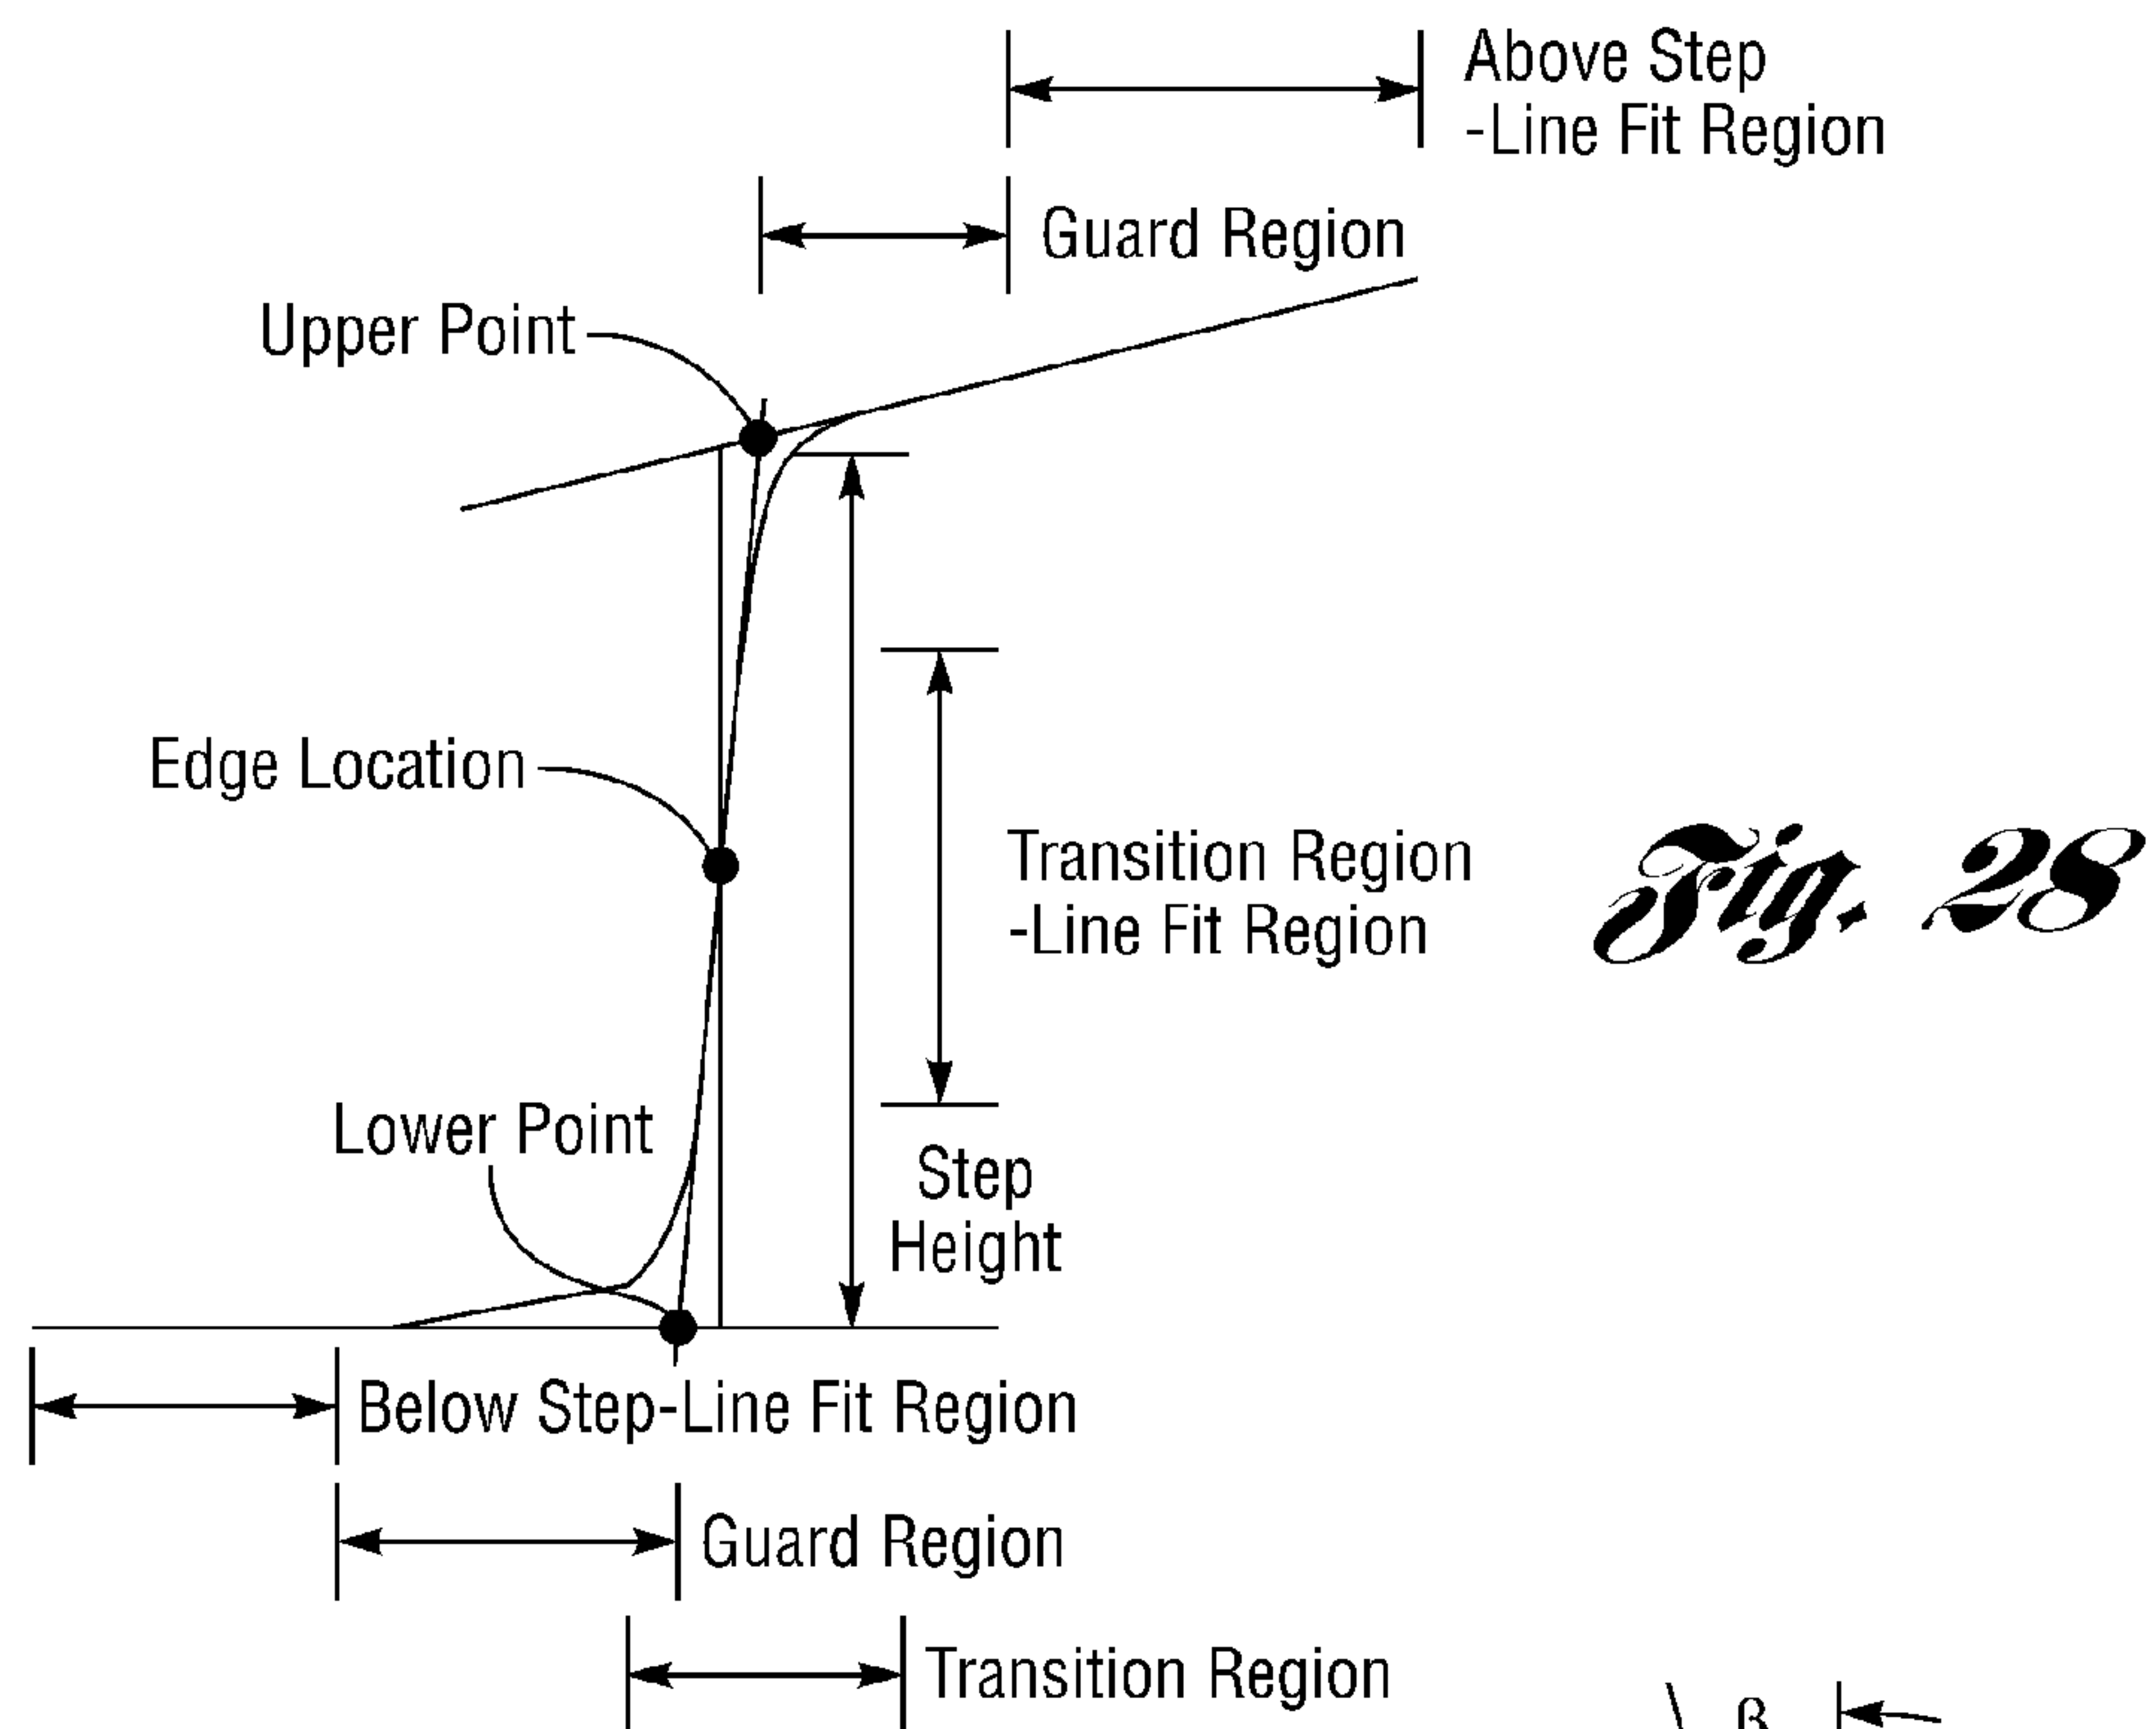 Above Step
-Line Fit Region
Guard Region
Upper Point
Edge Location
Transition Region
-Line Fit Region
Fig. 28
Lower Point
Step
Height
Below Step-Line Fit Region
Guard Region
Transition Region
β